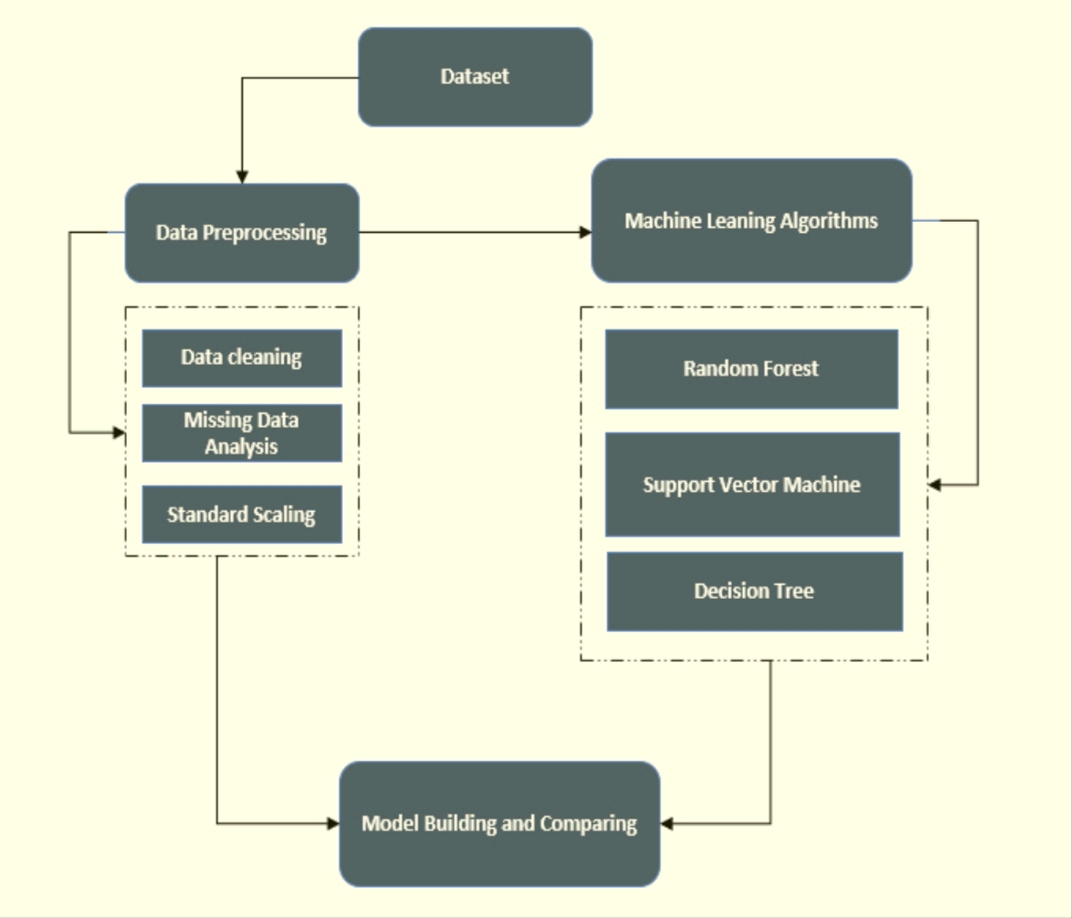 Dataset
Data Preprocessing
Machine Leaning Algorithms
Data cleaning
Missing Data
Analysis
Standard Scaling
Random Forest
Support Vector Machine
Decision Tree
Model Building and Comparing